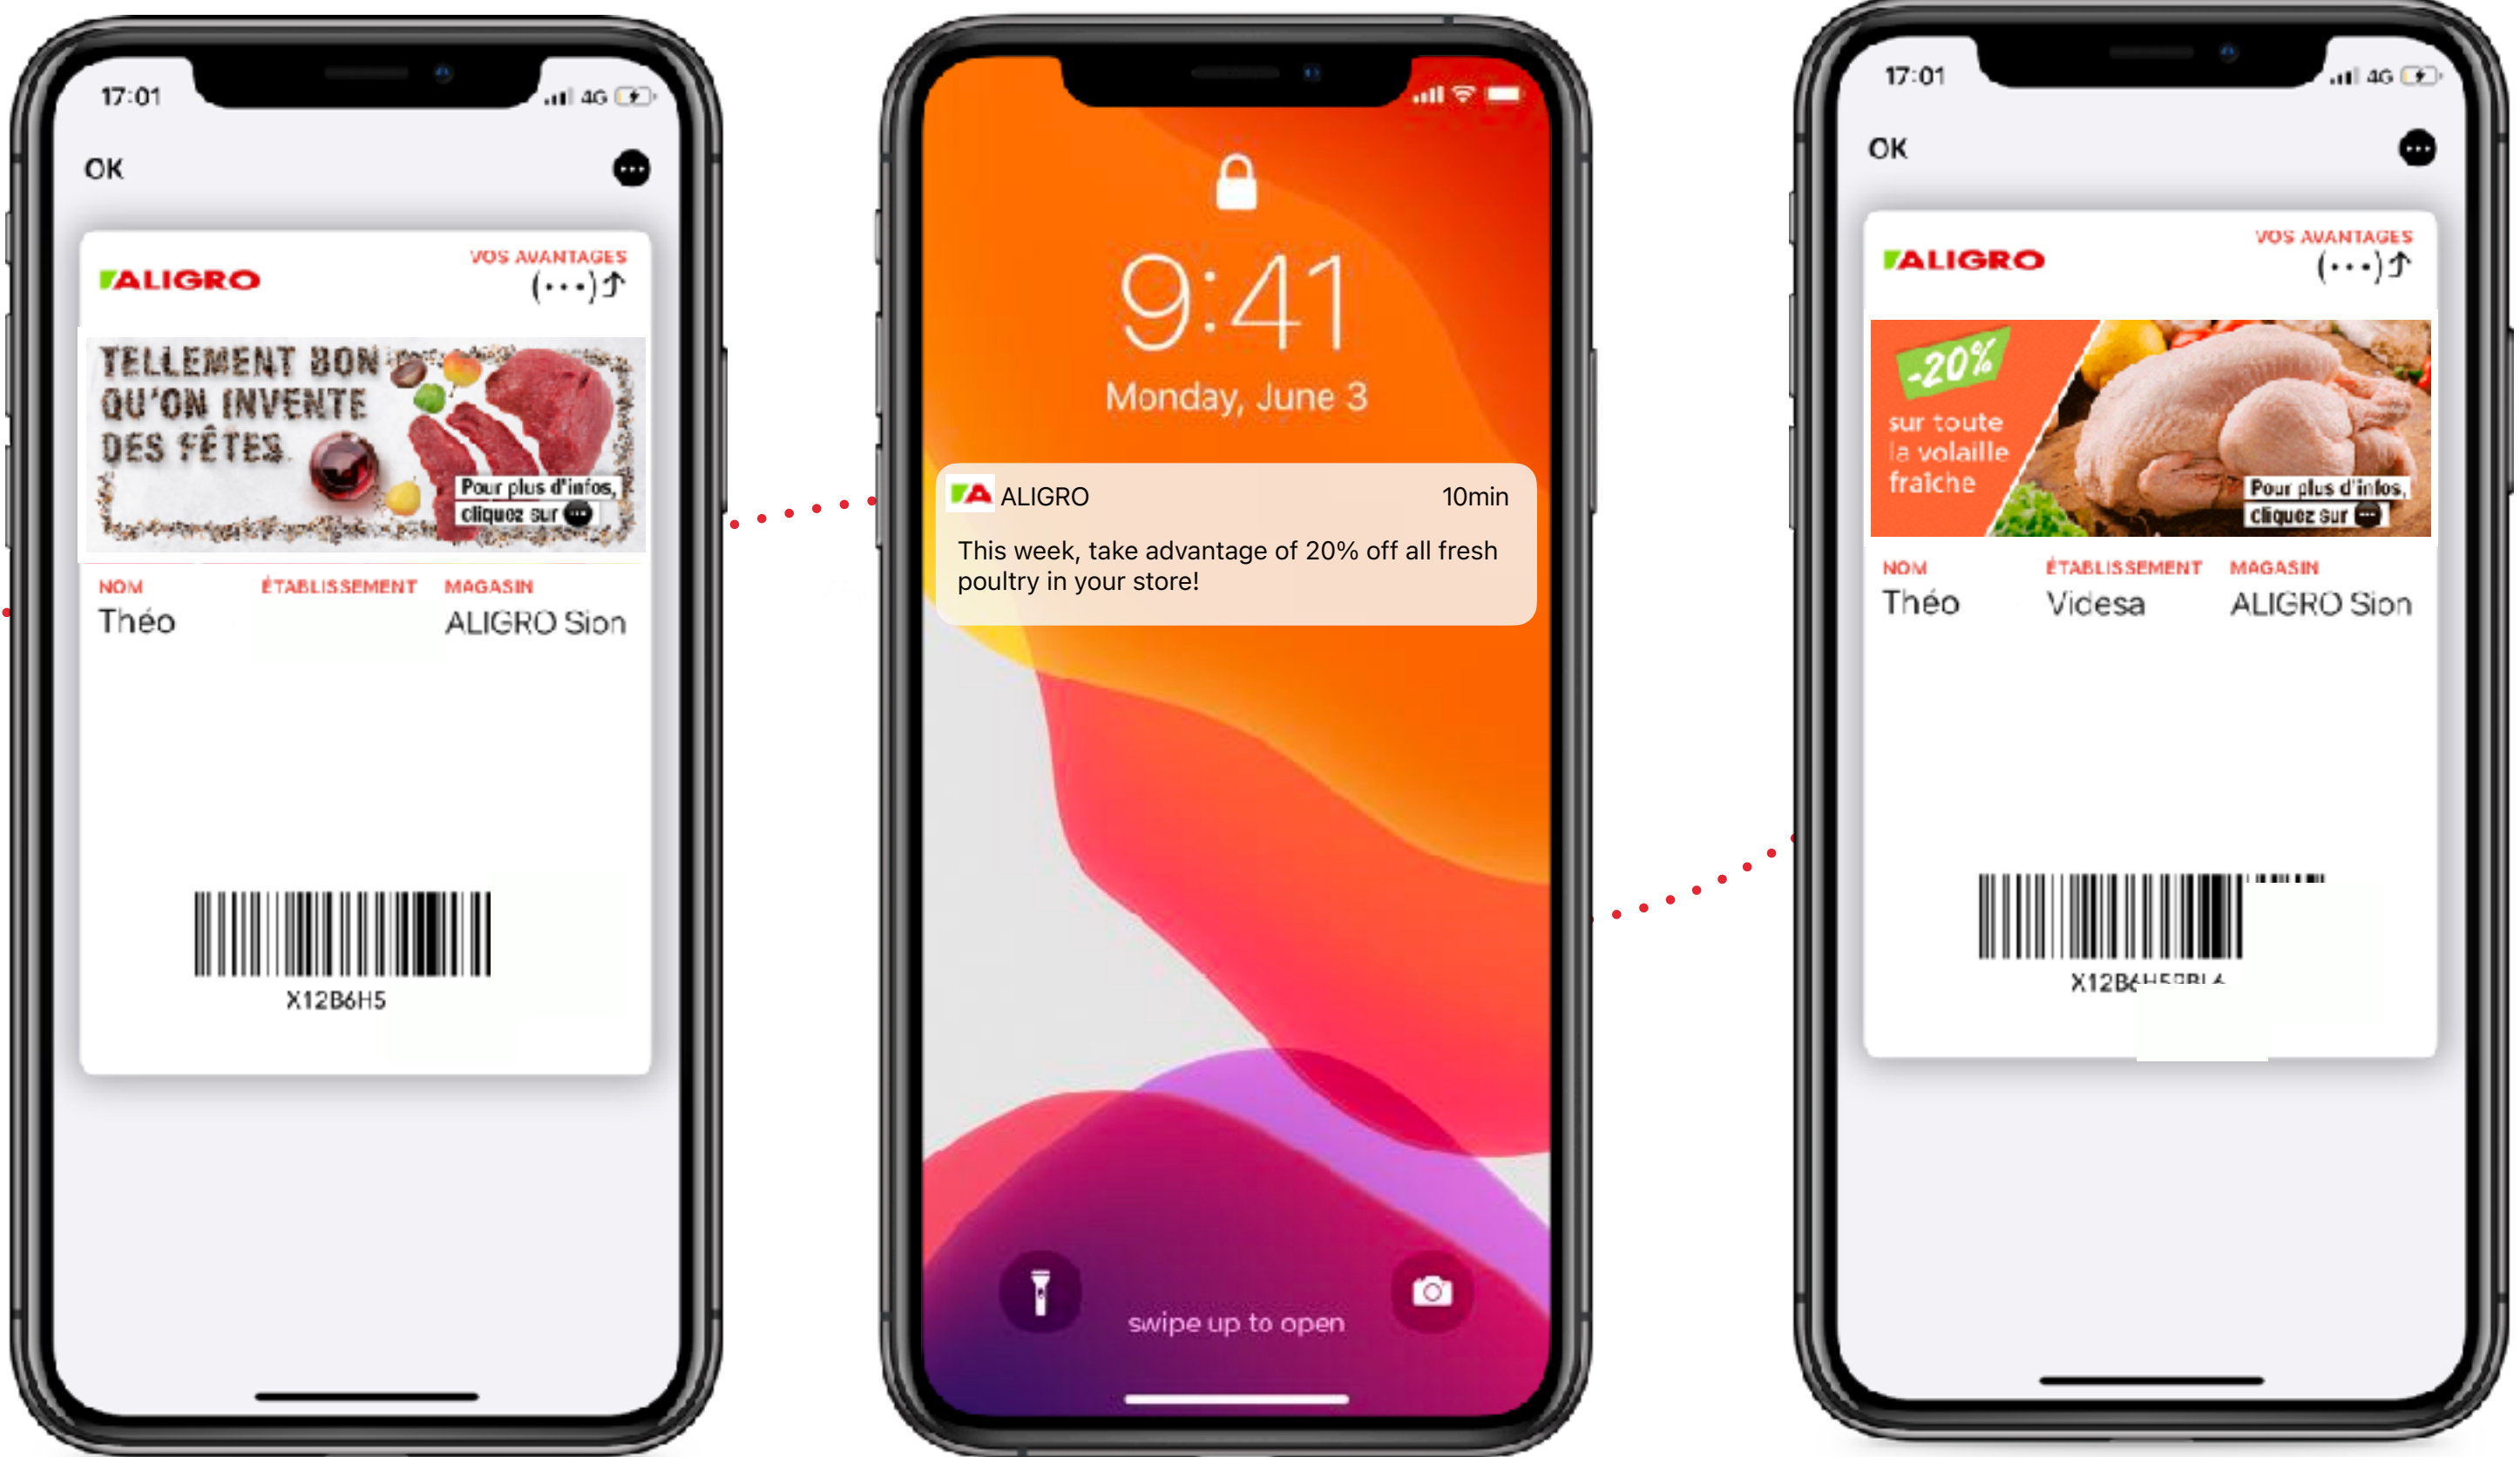 17:01
4G
OK
ALIGRO
VOS AVANTAGES
(···)
TELLEMENT BON
QU'ON INVENTE
DES FÊTES.
Pour plus d'infos,
cliquez sur
NOM ÉTABLISSEMENT MAGASIN
Théo ALIGRO Sion
X12B6H5
9:41
Monday, June 3
ALIGRO 10min
This week, take advantage of 20% off all fresh
poultry in your store!
swipe up to open
17:01
4G
OK
ALIGRO
VOS AVANTAGES
(···)
-20%
sur toute
la volaille
fraîche
Pour plus d'infos,
cliquez sur
NOM ÉTABLISSEMENT MAGASIN
Théo Videsa ALIGRO Sion